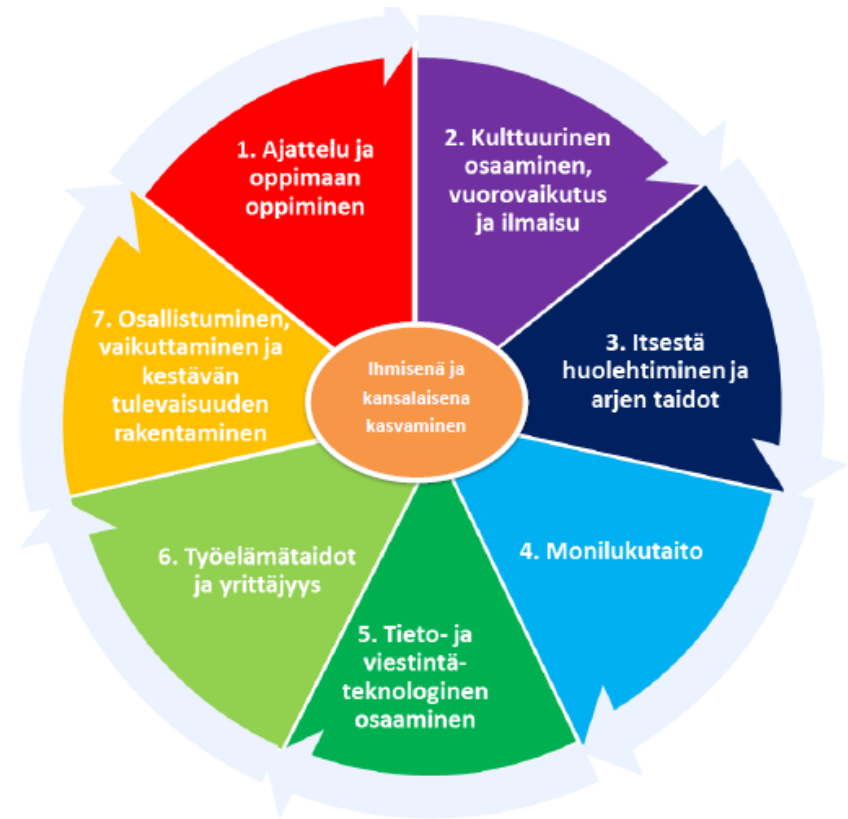 1. Ajattelu ja
oppimaan
oppiminen
2. Kulttuurinen
osaaminen,
vuorovaikutus
ja ilmaisu
3. Itsestä
huolehtiminen ja
arjen taidot
4. Monilukutaito
5. Tieto- ja
viestintä-
teknologinen
osaaminen
6. Työelämätaidot
ja yrittäjyys
7. Osallistuminen,
vaikuttaminen ja
kestävän
tulevaisuuden
rakentaminen
Ihmisenä ja
kansalaisena
kasvaminen